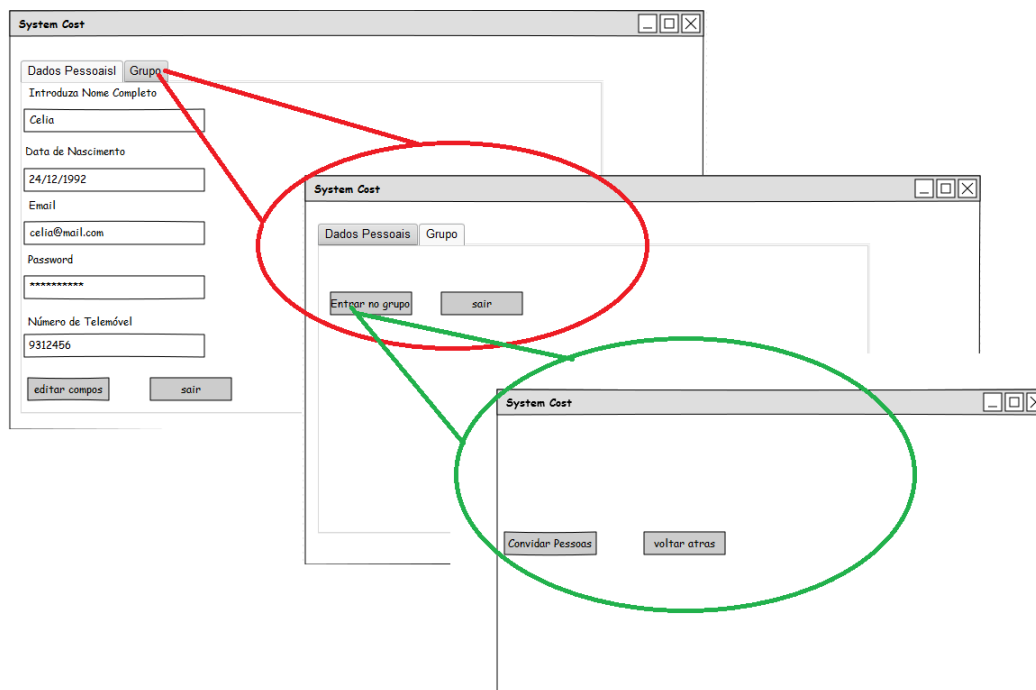 System Cost
Dados Pessoaisl Grupo
Introduza Nome Completo
Celia
Data de Nascimento
24/12/1992
Email
celia@mail.com
Password
**********
Número de Telemóvel
9312456
editar compos sair
System Cost
Dados Pessoais Grupo
Entrar no grupo sair
System Cost
Convidar Pessoas voltar atras